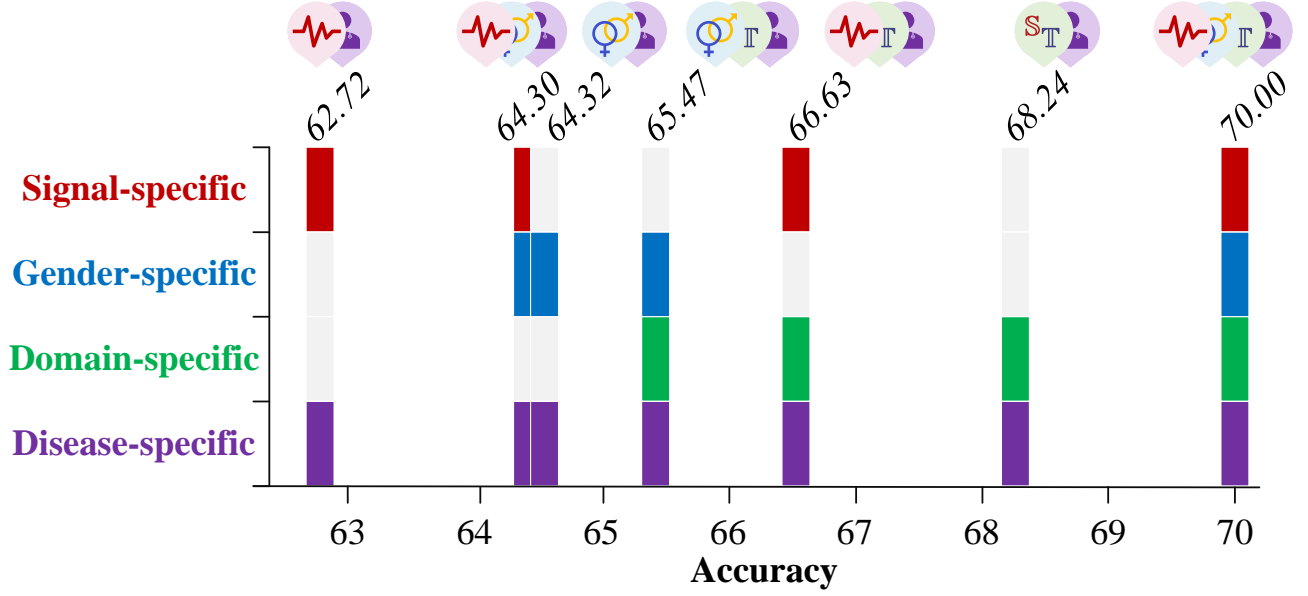 𝕋 𝕋 𝕊 𝕋 𝕋
62.72 64.30 64.32 65.47 66.63 68.24 70.00
Signal-specific
Gender-specific
Domain-specific
Disease-specific
63 64 65 66 67 68 69 70
Accuracy